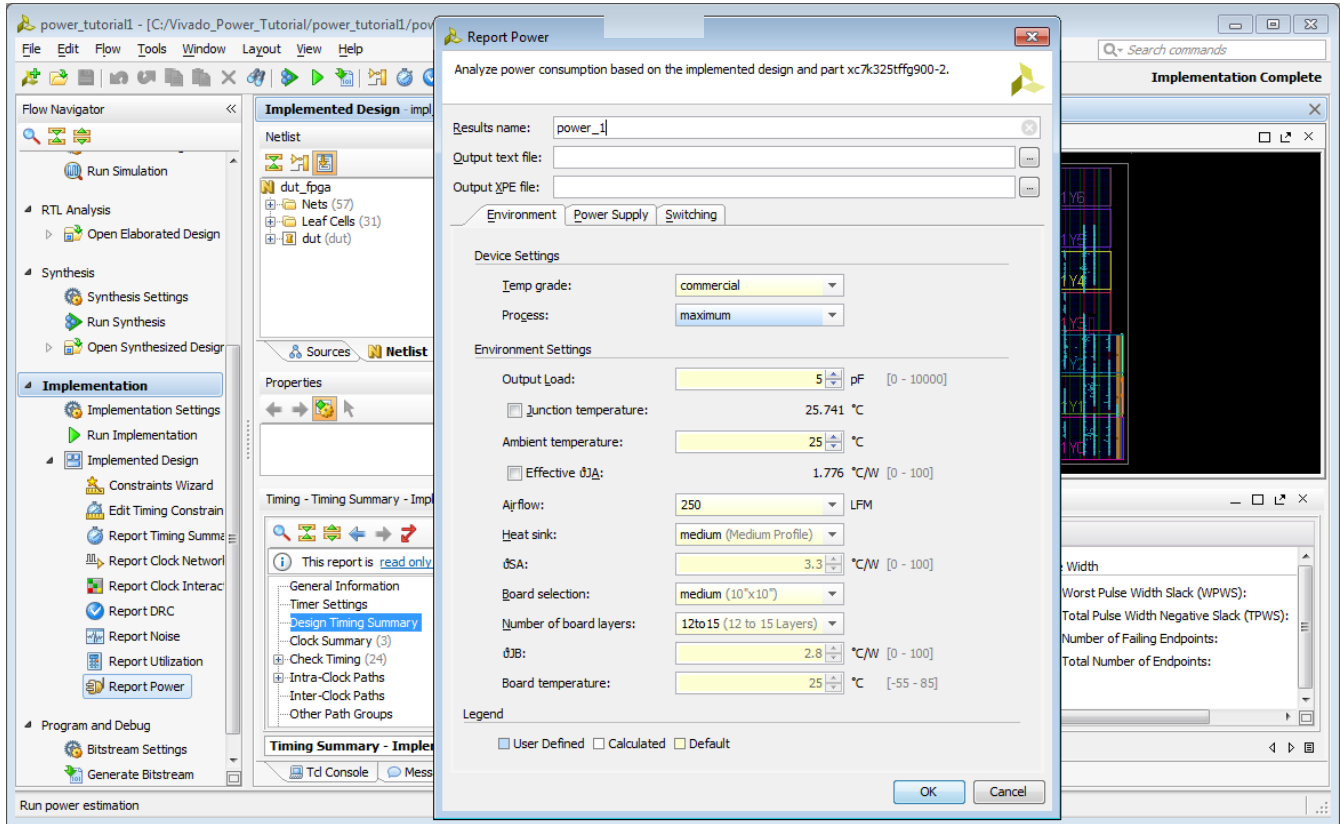 power_tutorial1 - [C:/Vivado_Power_Tutorial/power_tutorial1/pow
File Edit Flow Tools Window Layout View Help
Search commands
Implementation Complete
Flow Navigator
Run Simulation
RTL Analysis
Open Elaborated Design
Synthesis
Synthesis Settings
Run Synthesis
Open Synthesized Design
Implementation
Implementation Settings
Run Implementation
Implemented Design
Constraints Wizard
Edit Timing Constrain
Report Timing Summa
Report Clock Network
Report Clock Interac
Report DRC
Report Noise
Report Utilization
Report Power
Program and Debug
Bitstream Settings
Generate Bitstream
Run power estimation
Implemented Design - impl
Netlist
dut_fpga
Nets (57)
Leaf Cells (31)
dut (dut)
Sources Netlist
Properties
Timing - Timing Summary - Impl
This report is read only
General Information
Timer Settings
Design Timing Summary
Clock Summary (3)
Check Timing (24)
Intra-Clock Paths
Inter-Clock Paths
Other Path Groups
Timing Summary - Impler
Tcl Console Mess
Report Power
Analyze power consumption based on the implemented design and part xc7k325tffg900-2.
Results name: power_1
Output text file: ...
Output XPE file: ...
Environment Power Supply Switching
Device Settings
Temp grade: commercial
Process: maximum
Environment Settings
Output Load: 5 pF [0 - 10000]
Junction temperature: 25.741 °C
Ambient temperature: 25 °C
Effective ϑJA: 1.776 °C/W [0 - 100]
Airflow: 250 LFM
Heat sink: medium (Medium Profile)
ϑSA: 3.3 °C/W [0 - 100]
Board selection: medium (10"x10")
Number of board layers: 12to15 (12 to 15 Layers)
ϑJB: 2.8 °C/W [0 - 100]
Board temperature: 25 °C [-55 - 85]
Legend
User Defined Calculated Default
OK Cancel
1Y6
1Y5
1Y4
1Y3
1Y2
1Y1
1Y0
Width
Worst Pulse Width Slack (WPWS):
Total Pulse Width Negative Slack (TPWS):
Number of Failing Endpoints:
Total Number of Endpoints: